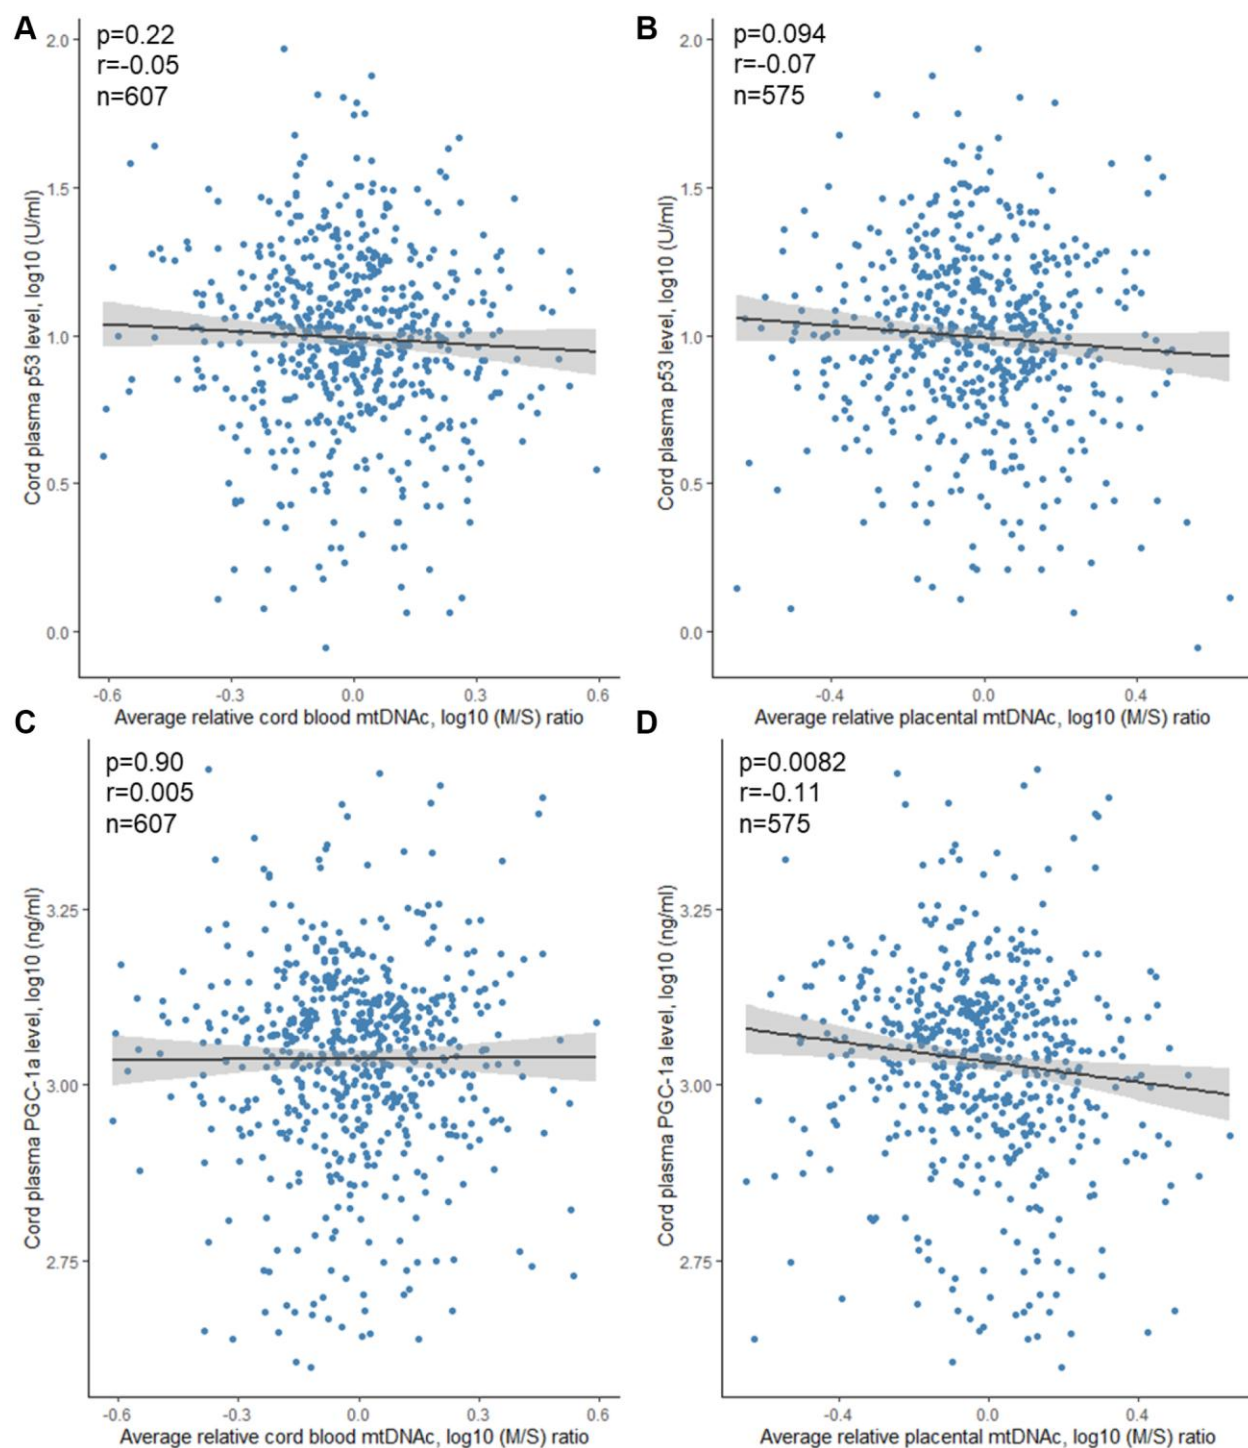 A
p=0.22
r=-0.05
n=607
2.0
1.5
1.0
0.5
0.0
Cord plasma p53 level, log10 (U/ml)
-0.6 -0.3 0.0 0.3 0.6
Average relative cord blood mtDNAc, log10 (M/S) ratio
B
p=0.094
r=-0.07
n=575
2.0
1.5
1.0
0.5
0.0
Cord plasma p53 level, log10 (U/ml)
-0.4 0.0 0.4
Average relative placental mtDNAc, log10 (M/S) ratio
C
p=0.90
r=0.005
n=607
3.25
3.00
2.75
Cord plasma PGC-1a level, log10 (ng/ml)
-0.6 -0.3 0.0 0.3 0.6
Average relative cord blood mtDNAc, log10 (M/S) ratio
D
p=0.0082
r=-0.11
n=575
3.25
3.00
2.75
Cord plasma PGC-1a level, log10 (ng/ml)
-0.4 0.0 0.4
Average relative placental mtDNAc, log10 (M/S) ratio